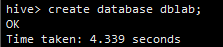 hive> create database dblab;
OK
Time taken: 4.339 seconds